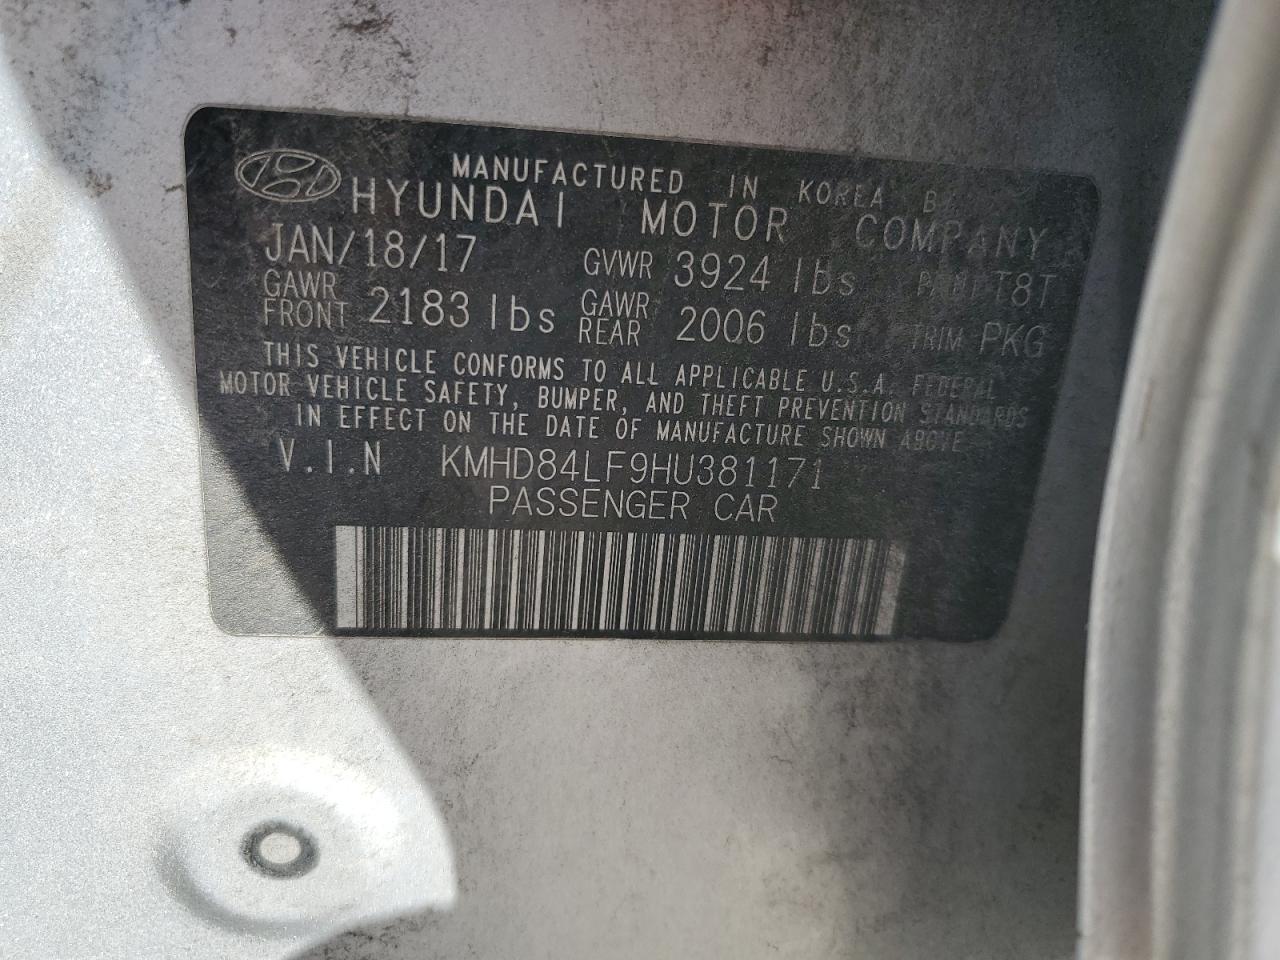 MANUFACTURED IN KOREA B
HYUNDAI MOTOR COMPANY
JAN/18/17 GVWR 3924 lbs PAINT T8T
GAWR FRONT 2183 lbs GAWR REAR 2006 lbs TRIM PKG
THIS VEHICLE CONFORMS TO ALL APPLICABLE U.S.A. FEDERAL
MOTOR VEHICLE SAFETY, BUMPER, AND THEFT PREVENTION STANDARDS
IN EFFECT ON THE DATE OF MANUFACTURE SHOWN ABOVE
V.I.N KMHD84LF9HU381171
PASSENGER CAR